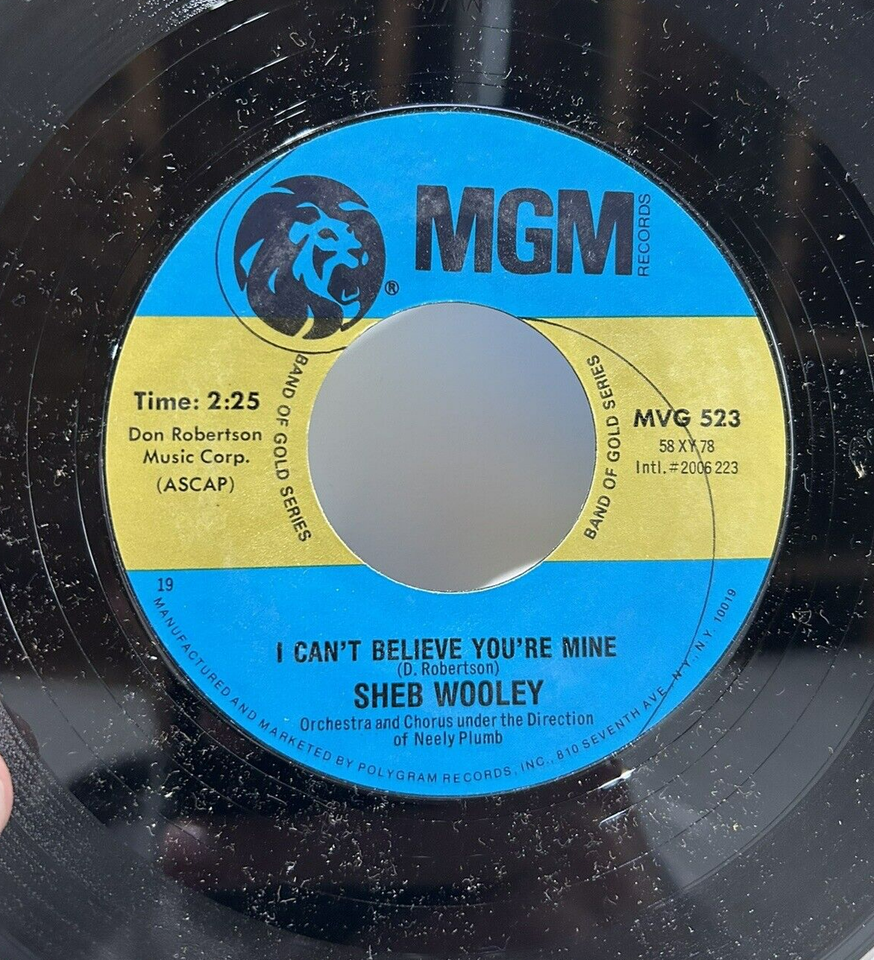 MGM
RECORDS
®
BAND OF GOLD SERIES
BAND OF GOLD SERIES
Time: 2:25
Don Robertson
Music Corp.
(ASCAP)
MVG 523
58 XY 78
Intl. #2006 223
19
I CAN'T BELIEVE YOU'RE MINE
(D. Robertson)
SHEB WOOLEY
Orchestra and Chorus under the Direction
of Neely Plumb
MANUFACTURED AND MARKETED BY POLYGRAM RECORDS, INC., 810 SEVENTH AVE., N.Y., N.Y. 10019